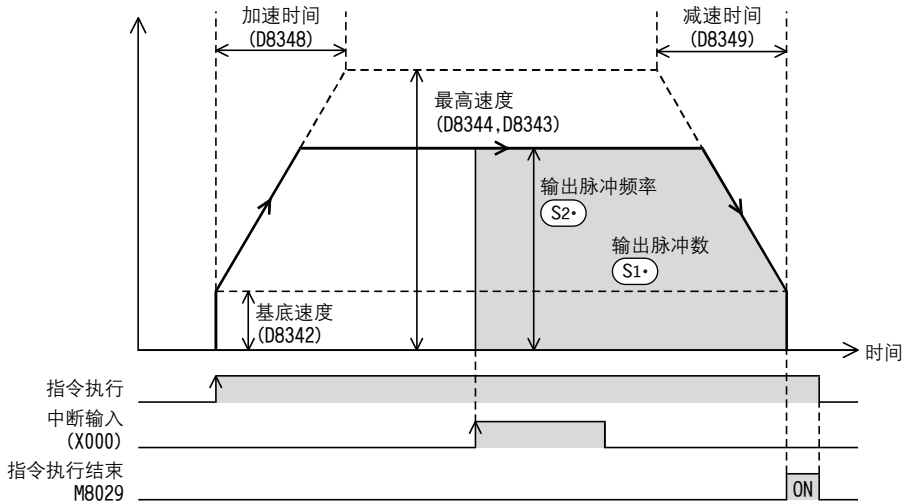 加速时间
(D8348)
减速时间
(D8349)
最高速度
(D8344,D8343)
输出脉冲频率
S2•
输出脉冲数
S1•
基底速度
(D8342)
时间
指令执行
中断输入
(X000)
指令执行结束
M8029
ON